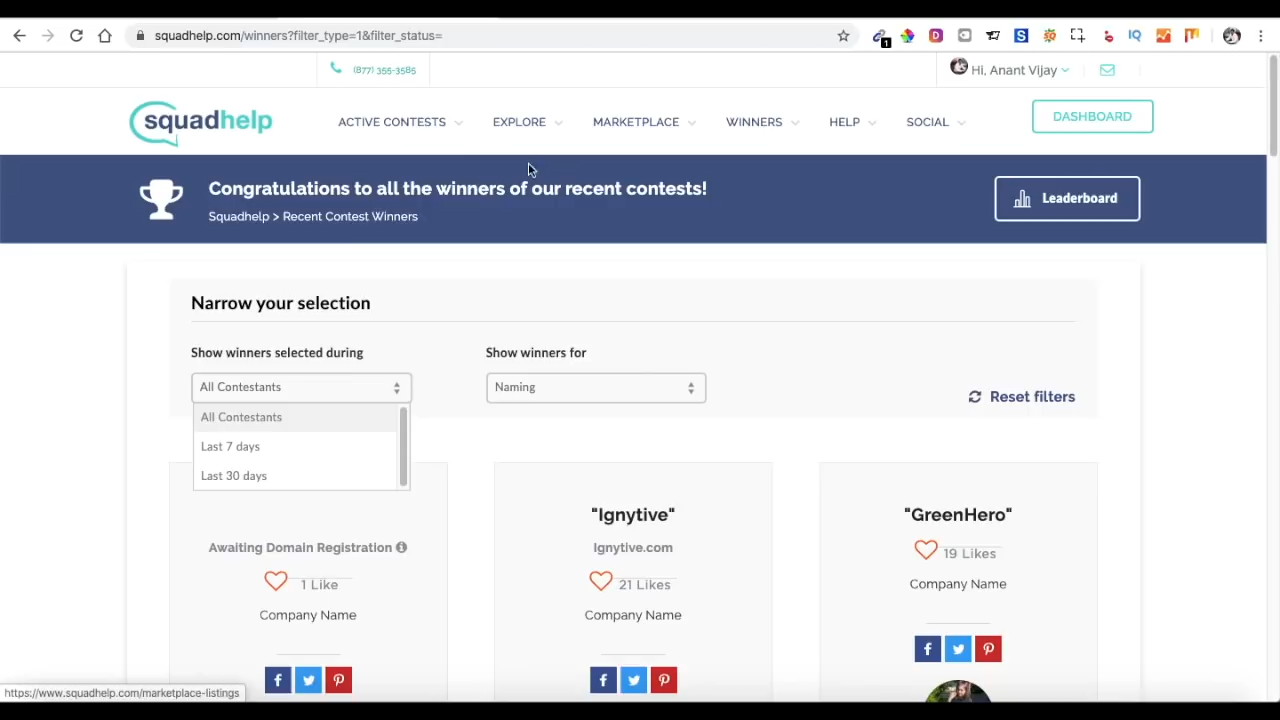 squadhelp.com/winners?filter_type=1&filter_status=
1
(877) 355-3585
Hi, Anant Vijay
squadhelp
ACTIVE CONTESTS
EXPLORE
MARKETPLACE
WINNERS
HELP
SOCIAL
DASHBOARD
Congratulations to all the winners of our recent contests!
Squadhelp > Recent Contest Winners
Leaderboard
Narrow your selection
Show winners selected during
Show winners for
All Contestants
Naming
Reset filters
All Contestants
Last 7 days
Last 30 days
"Ignytive"
"GreenHero"
Awaiting Domain Registration
Ignytive.com
19 Likes
1 Like
21 Likes
Company Name
Company Name
Company Name
https://www.squadhelp.com/marketplace-listings